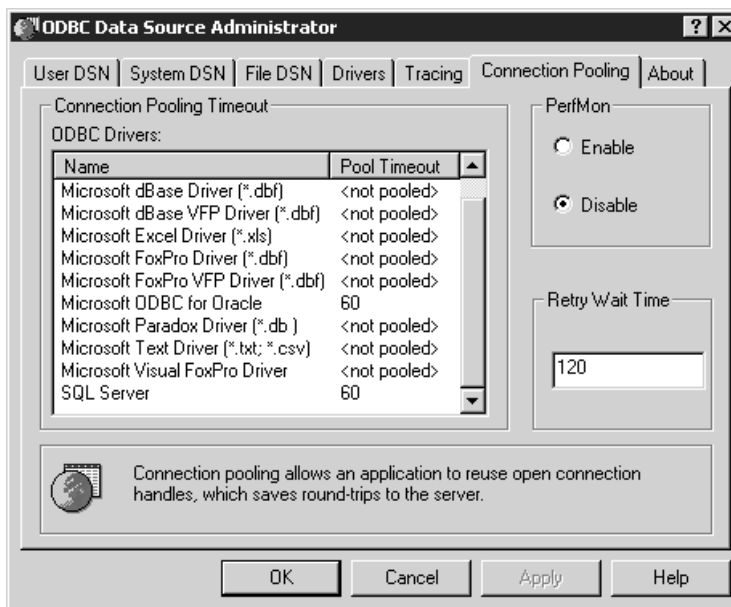 ODBC Data Source Administrator
User DSN System DSN File DSN Drivers Tracing Connection Pooling About
Connection Pooling Timeout
ODBC Drivers:
Name Pool Timeout
Microsoft dBase Driver (*.dbf) <not pooled>
Microsoft dBase VFP Driver (*.dbf) <not pooled>
Microsoft Excel Driver (*.xls) <not pooled>
Microsoft FoxPro Driver (*.dbf) <not pooled>
Microsoft FoxPro VFP Driver (*.dbf) <not pooled>
Microsoft ODBC for Oracle 60
Microsoft Paradox Driver (*.db ) <not pooled>
Microsoft Text Driver (*.txt; *.csv) <not pooled>
Microsoft Visual FoxPro Driver <not pooled>
SQL Server 60
PerfMon
Enable
Disable
Retry Wait Time
120
Connection pooling allows an application to reuse open connection
handles, which saves round-trips to the server.
OK Cancel Apply Help